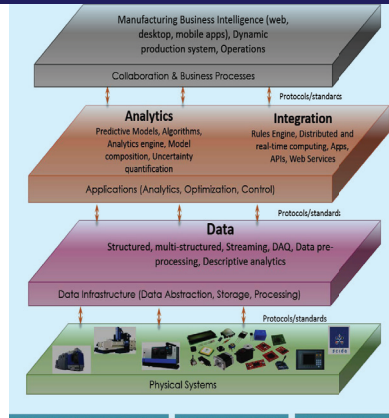 Manufacturing Business Intelligence (web,
desktop, mobile apps), Dynamic
production system, Operations
Collaboration & Business Processes
Protocols/standards
Analytics
Predictive Models, Algorithms,
Analytics engine, Model
composition, Uncertainty
quantification
Integration
Rules Engine, Distributed and
real-time computing, Apps,
APIs, Web Services
Applications (Analytics, Optimization, Control)
Protocols/standards
Data
Structured, multi-structured, Streaming, DAQ, Data pre-
processing, Descriptive analytics
Data Infrastructure (Data Abstraction, Storage, Processing)
Protocols/standards
Physical Systems